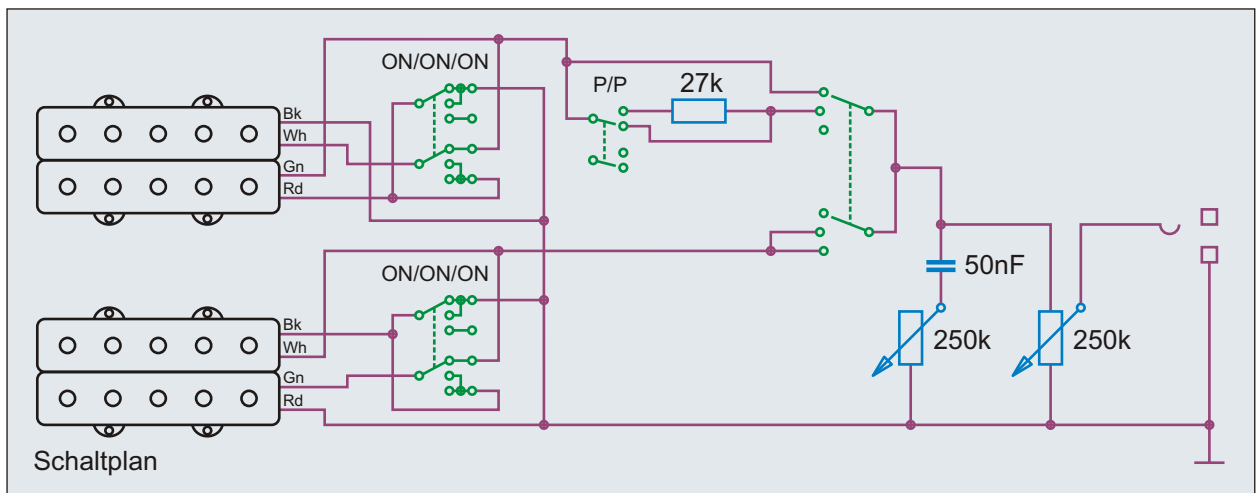 ON/ON/ON
P/P
27k
Bk
Wh
Gn
Rd
ON/ON/ON
50nF
Bk
Wh
250k
250k
Gn
Rd
Schaltplan